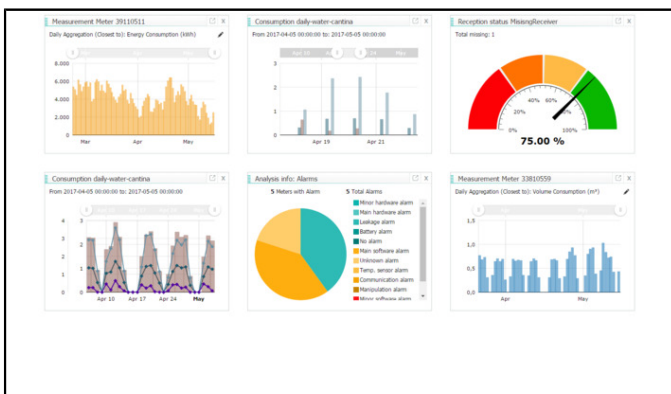 Measurement Meter 39110511
Daily Aggregation (Closest to): Energy Consumption (kWh)
8.000
6.000
4.000
2.000
0
Mar
Apr
May
Consumption daily-water-cantina
From 2017-04-05 00:00:00 to: 2017-05-05 00:00:00
3
2
1
0
Apr 19
Apr 21
Reception status MisisngReceiver
Total missing: 1
0%
20%
40%
60%
80%
100%
75.00 %
Consumption daily-water-cantina
From 2017-04-05 00:00:00 to: 2017-05-05 00:00:00
4
3
2
1
0
3
2
1
0
Apr 10
Apr 17
Apr 24
May
Analysis info: Alarms
5 Meters with Alarm 5 Total Alarms
Minor hardware alarm
Main hardware alarm
Leakage alarm
Battery alarm
No alarm
Main software alarm
Unknown alarm
Temp. sensor alarm
Communication alarm
Manipulation alarm
Minor software alarm
Measurement Meter 33810559
Daily Aggregation (Closest to): Volume Consumption (m³)
1,5
1,0
0,5
0,0
Apr
May